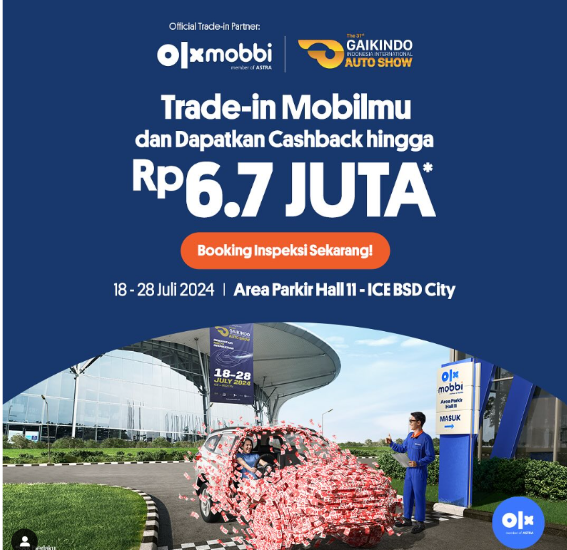 Official Trade-in Partner:
olxmobbi
member of ASTRA
The 31st
GAIKINDO
INDONESIA INTERNATIONAL
AUTO SHOW
Trade-in Mobilmu
dan Dapatkan Cashback hingga
Rp6.7 JUTA*
Booking Inspeksi Sekarang!
18 - 28 Juli 2024 | Area Parkir Hall 11 - ICE BSD City
GAIKINDO
18-28
JULY 2024
olx
mobbi
Area Parkir
Hall 11
MASUK
olx
member of ASTRA